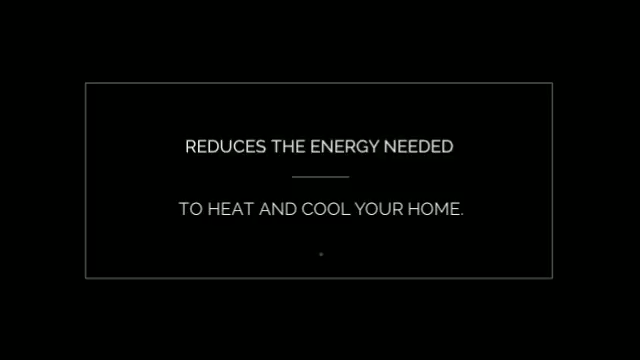 REDUCES THE ENERGY NEEDED
TO HEAT AND COOL YOUR HOME.